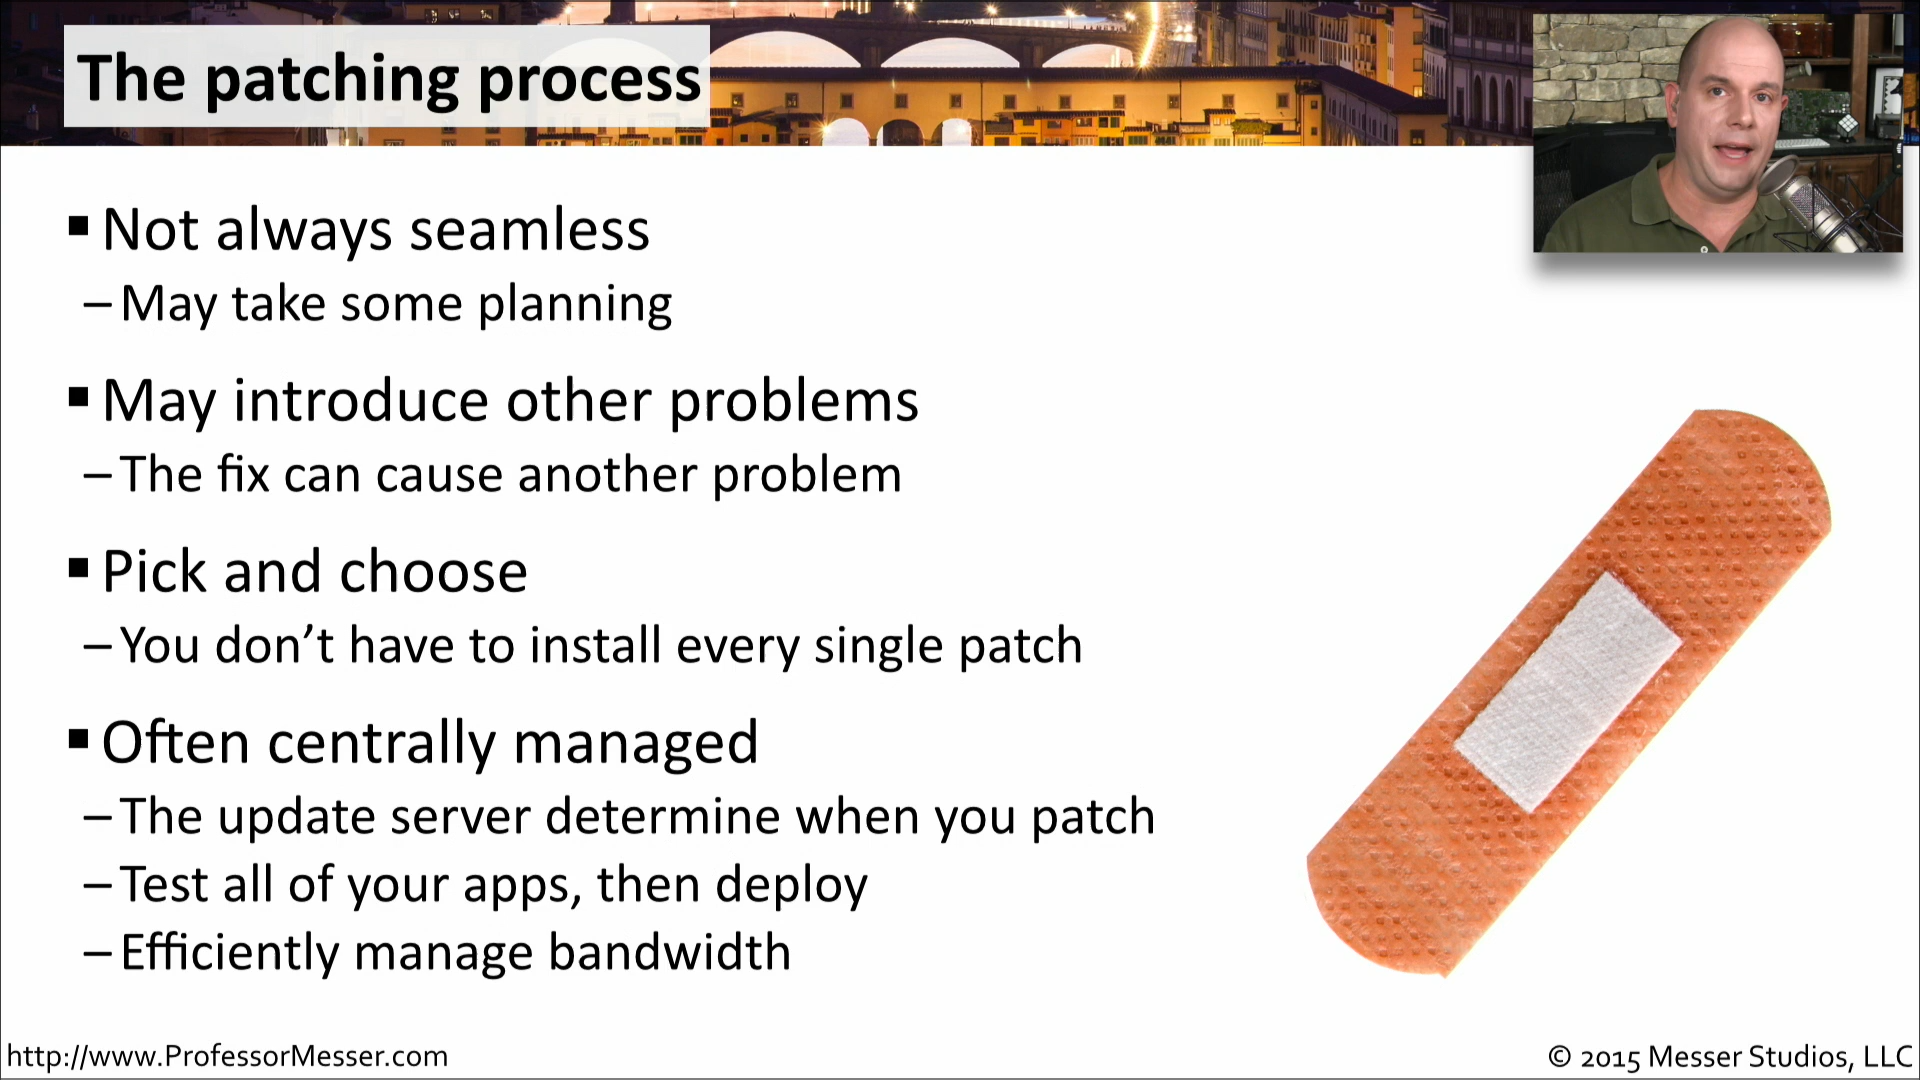 The patching process
▪ Not always seamless
– May take some planning
▪ May introduce other problems
– The fix can cause another problem
▪ Pick and choose
– You don’t have to install every single patch
▪ Often centrally managed
– The update server determine when you patch
– Test all of your apps, then deploy
– Efficiently manage bandwidth
http://www.ProfessorMesser.com
© 2015 Messer Studios, LLC